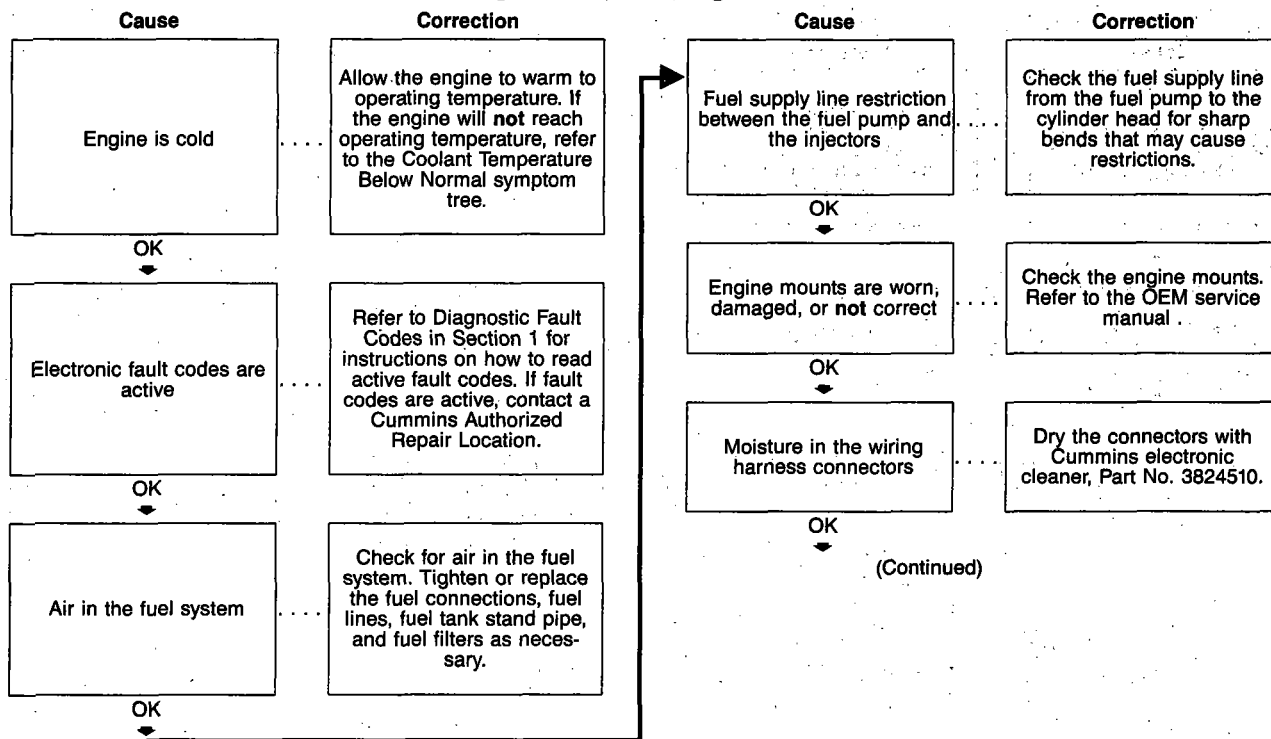 Cause
Correction
Engine is cold
. . . .
Allow the engine to warm to
operating temperature. If
the engine will not reach
operating temperature, refer
to the Coolant Temperature
Below Normal symptom
tree.
OK
Electronic fault codes are
active
. . . .
Refer to Diagnostic Fault
Codes in Section 1 for
instructions on how to read
active fault codes. If fault
codes are active, contact a
Cummins Authorized
Repair Location.
OK
Air in the fuel system
. . . .
Check for air in the fuel
system. Tighten or replace
the fuel connections, fuel
lines, fuel tank stand pipe,
and fuel filters as neces-
sary.
OK
Cause
Correction
Fuel supply line restriction
between the fuel pump and
the injectors
. . . .
Check the fuel supply line
from the fuel pump to the
cylinder head for sharp
bends that may cause
restrictions.
OK
Engine mounts are worn,
damaged, or not correct
. . . .
Check the engine mounts.
Refer to the OEM service
manual .
OK
Moisture in the wiring
harness connectors
. . . .
Dry the connectors with
Cummins electronic
cleaner, Part No. 3824510.
OK
(Continued)